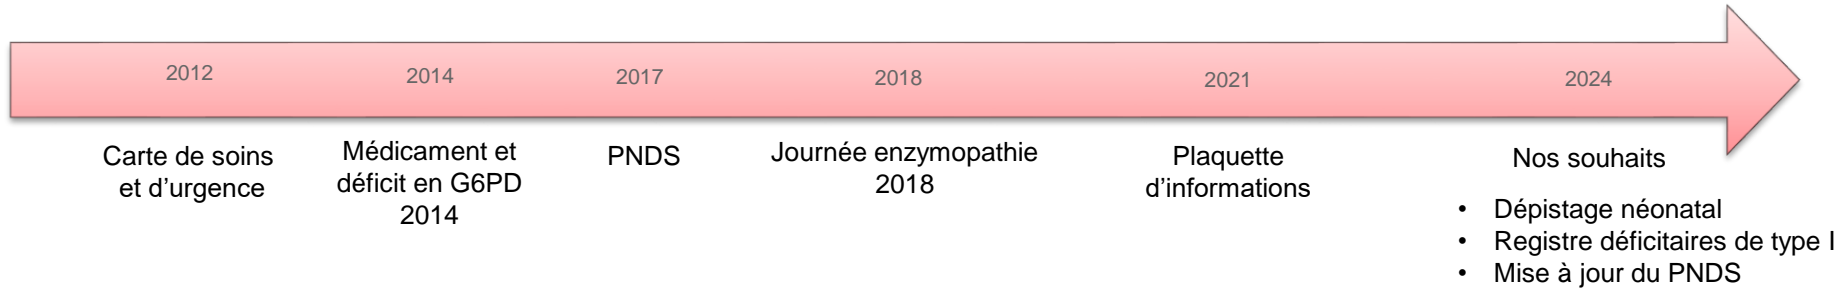 2012
2014
2017
2018
2021
2024
Carte de soins
et d’urgence
Médicament et
déficit en G6PD
2014
PNDS
Journée enzymopathie
2018
Plaquette
d’informations
Nos souhaits
• Dépistage néonatal
• Registre déficitaires de type I
• Mise à jour du PNDS